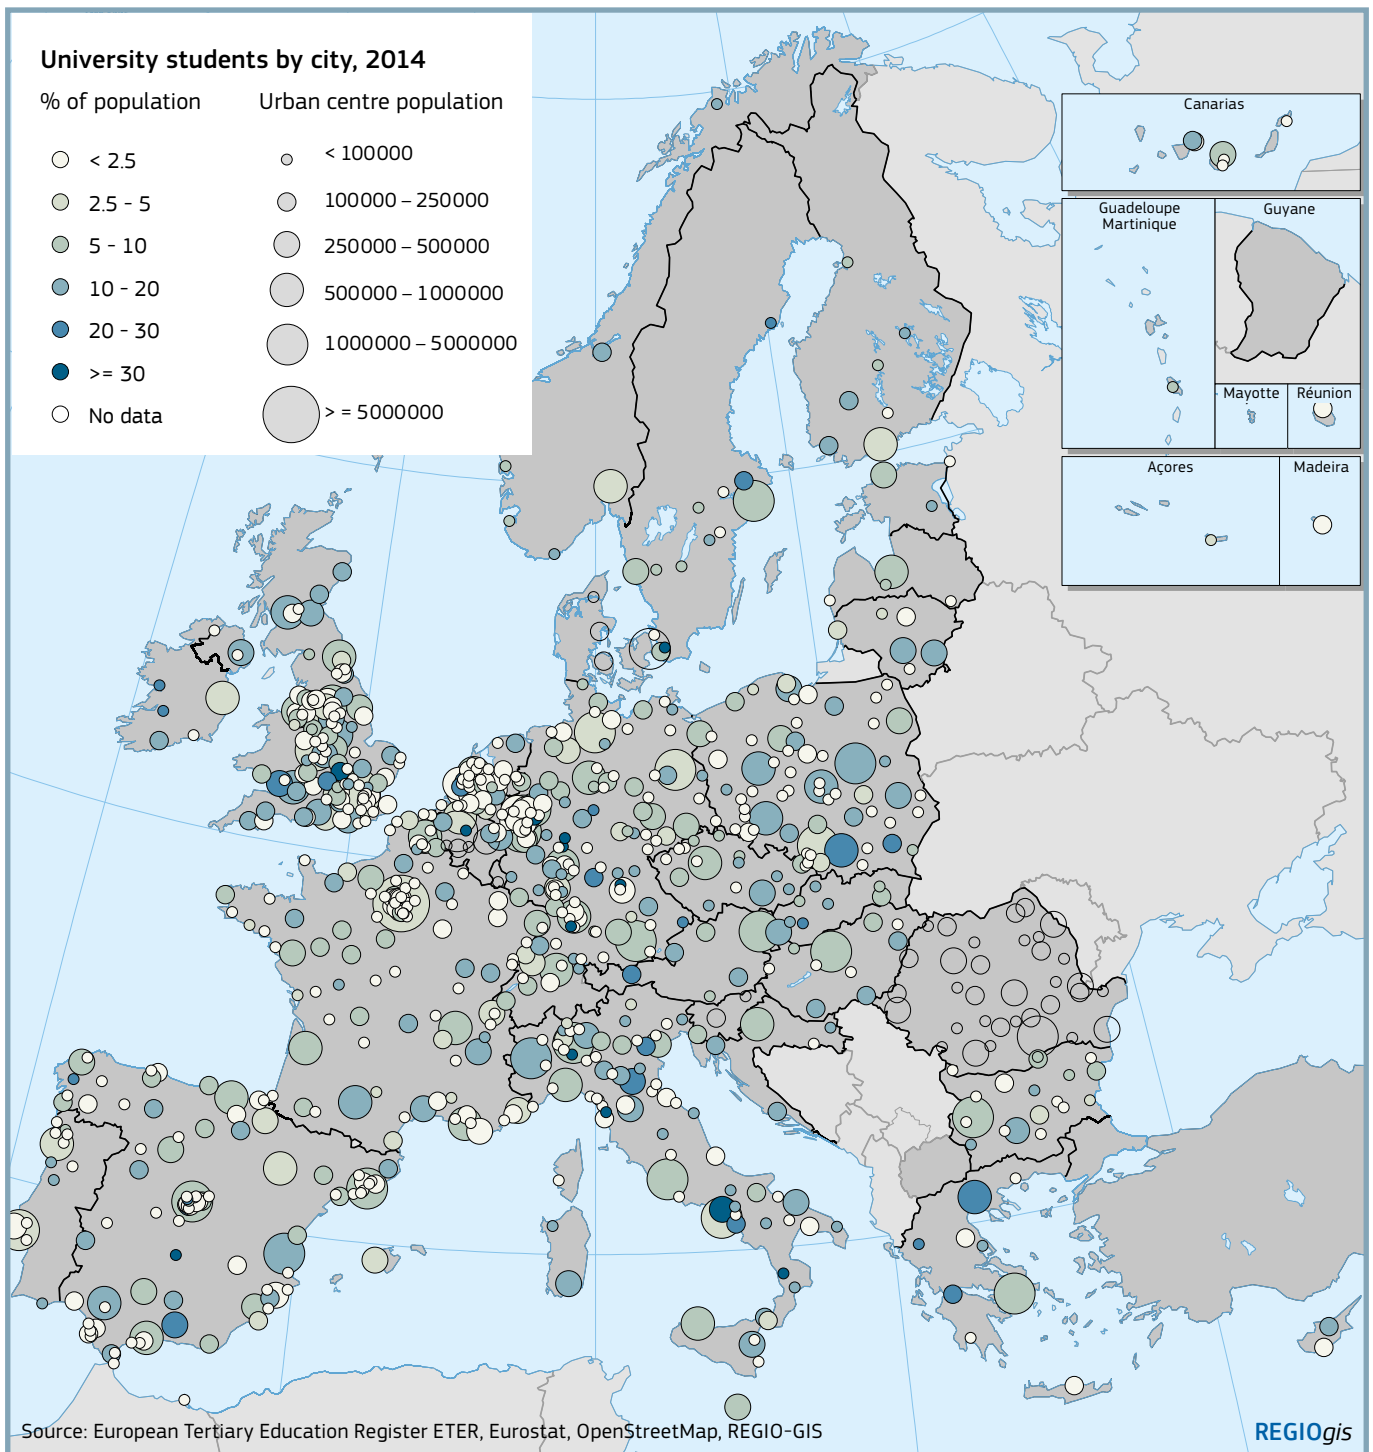 University students by city, 2014
% of population
Urban centre population
< 2.5
2.5 - 5
5 - 10
10 - 20
20 - 30
>= 30
No data
< 100000
100000 – 250000
250000 – 500000
500000 – 1000000
1000000 – 5000000
> = 5000000
Canarias
Guadeloupe
Martinique
Guyane
Mayotte
Réunion
Açores
Madeira
Source: European Tertiary Education Register ETER, Eurostat, OpenStreetMap, REGIO-GIS
REGIOgis